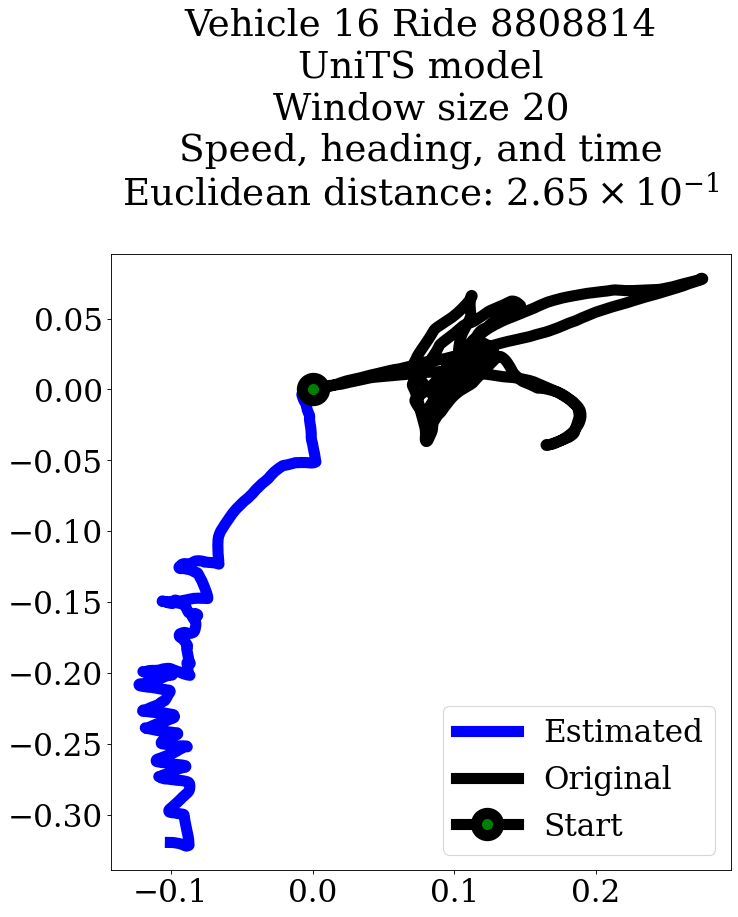 Vehicle 16 Ride 8808814
UniTS model
Window size 20
Speed, heading, and time
Euclidean distance: 2.65 × 10⁻¹
0.05
0.00
−0.05
−0.10
−0.15
−0.20
−0.25
−0.30
Estimated
Original
Start
−0.1 0.0 0.1 0.2